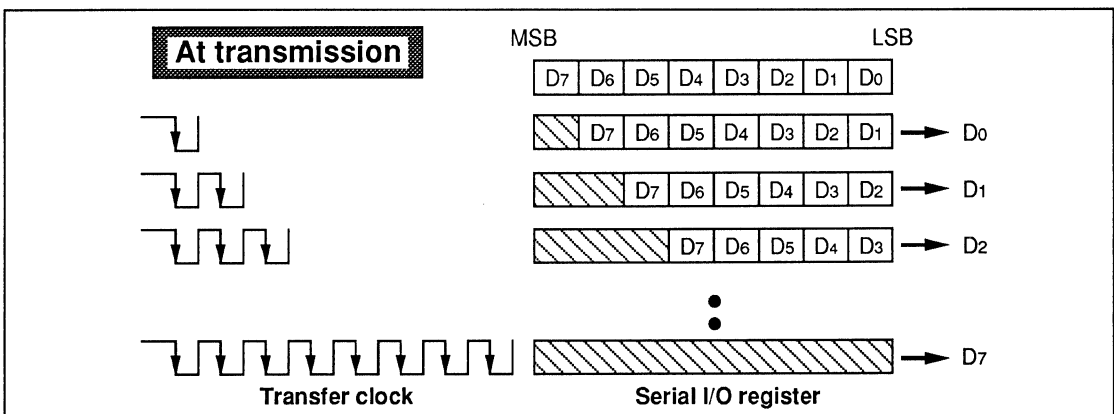 At transmission
MSB LSB
D7 D6 D5 D4 D3 D2 D1 D0
D7 D6 D5 D4 D3 D2 D1 D0
D7 D6 D5 D4 D3 D2 D1
D7 D6 D5 D4 D3 D2
D7
Transfer clock Serial I/O register